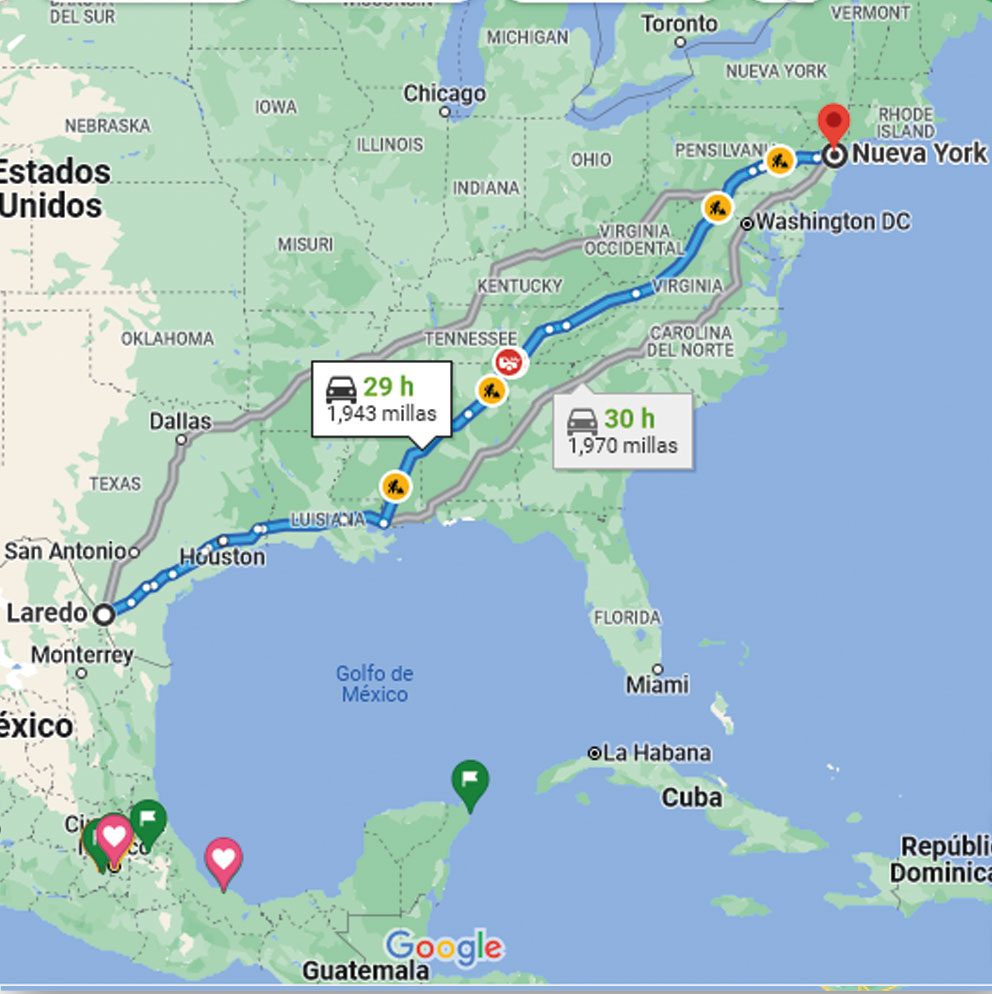 DEL SUR
VERMONT
Toronto
MICHIGAN
NUEVA YORK
Chicago
IOWA
NEBRASKA
RHODE
ISLAND
ILLINOIS
PENSILVANI
Nueva York
OHIO
Estados
Unidos
INDIANA
Washington DC
VIRGINIA
OCCIDENTAL
MISURI
KENTUCKY
VIRGINIA
OKLAHOMA
TENNESSEE
CAROLINA
DEL NORTE
29 h
1,943 millas
30 h
1,970 millas
Dallas
TEXAS
LUISIANA
San Antonio
Houston
Laredo
FLORIDA
Monterrey
Golfo de
México
Miami
éxico
La Habana
Cuba
Repúbli
Dominica
Google
Guatemala